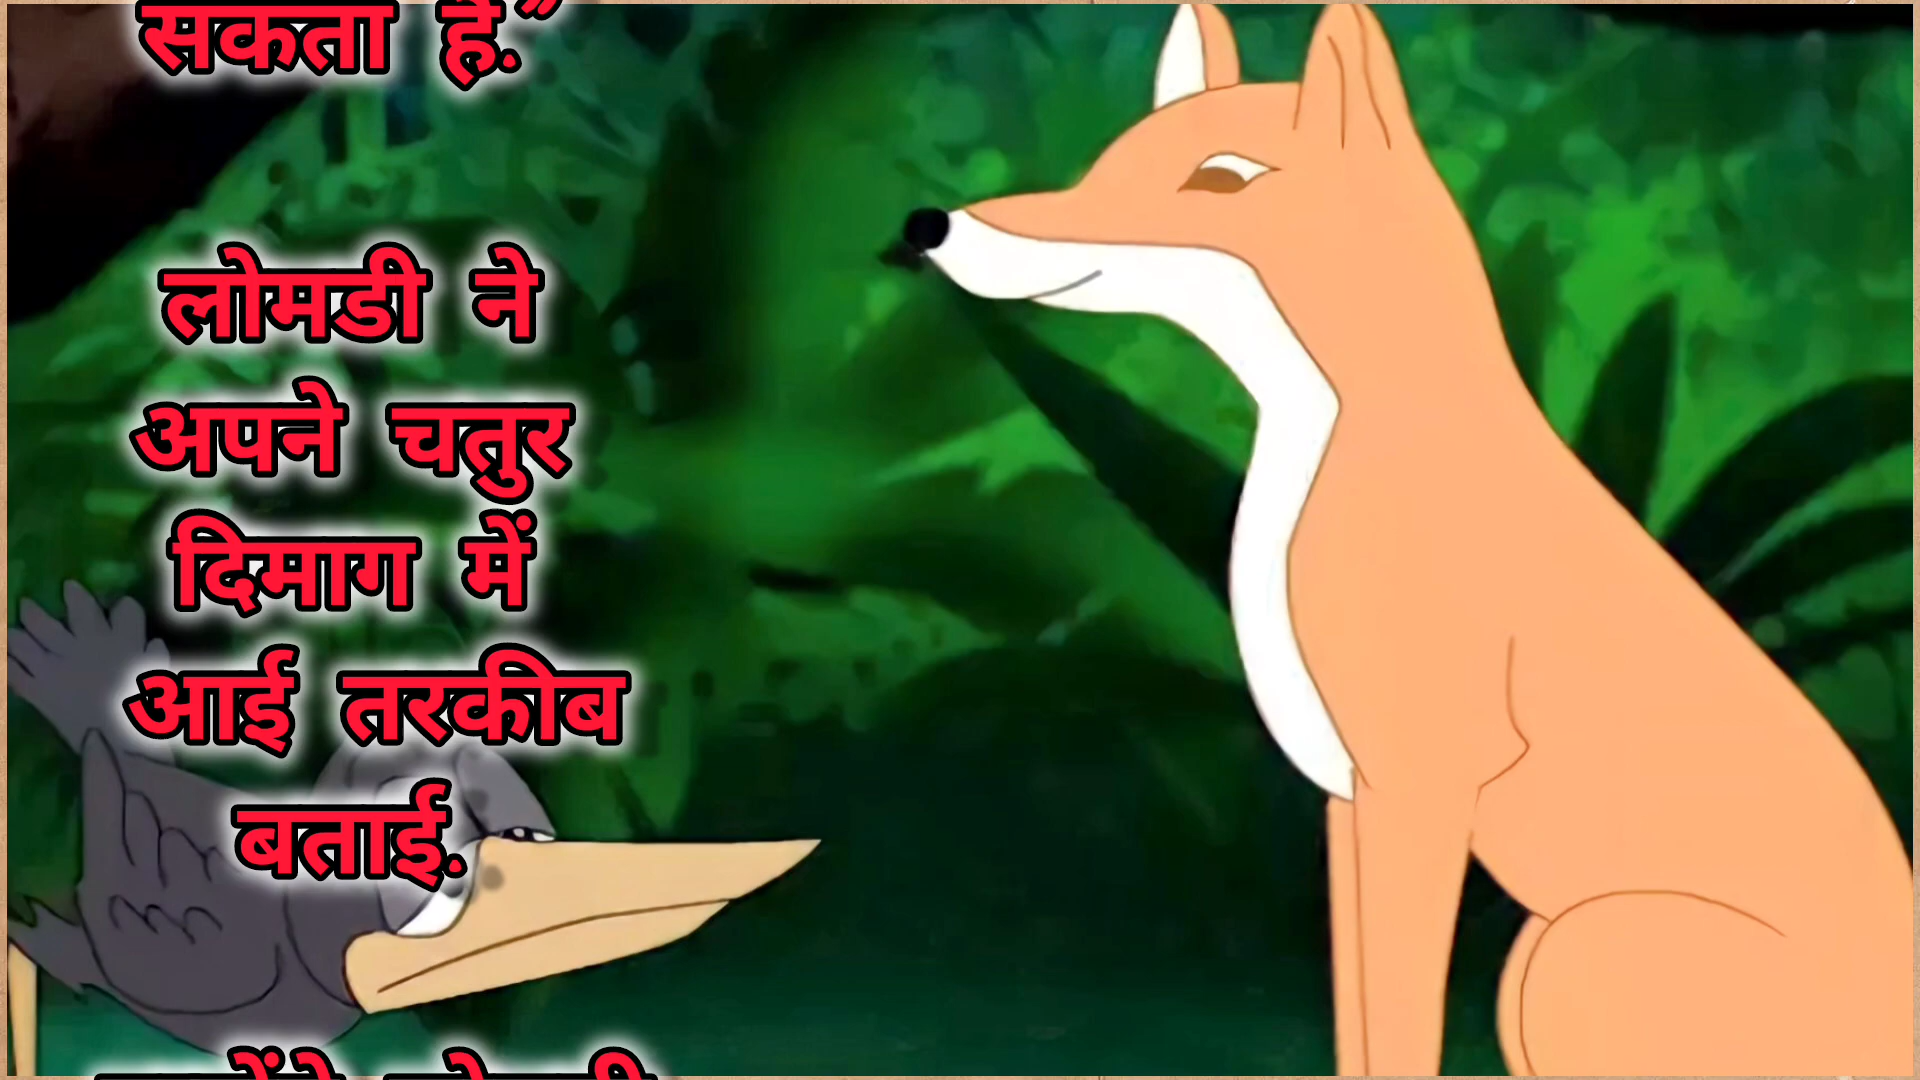 सकता है.”
लोमडी ने
अपने चतुर
दिमाग में
आई तरकीब
बताई.